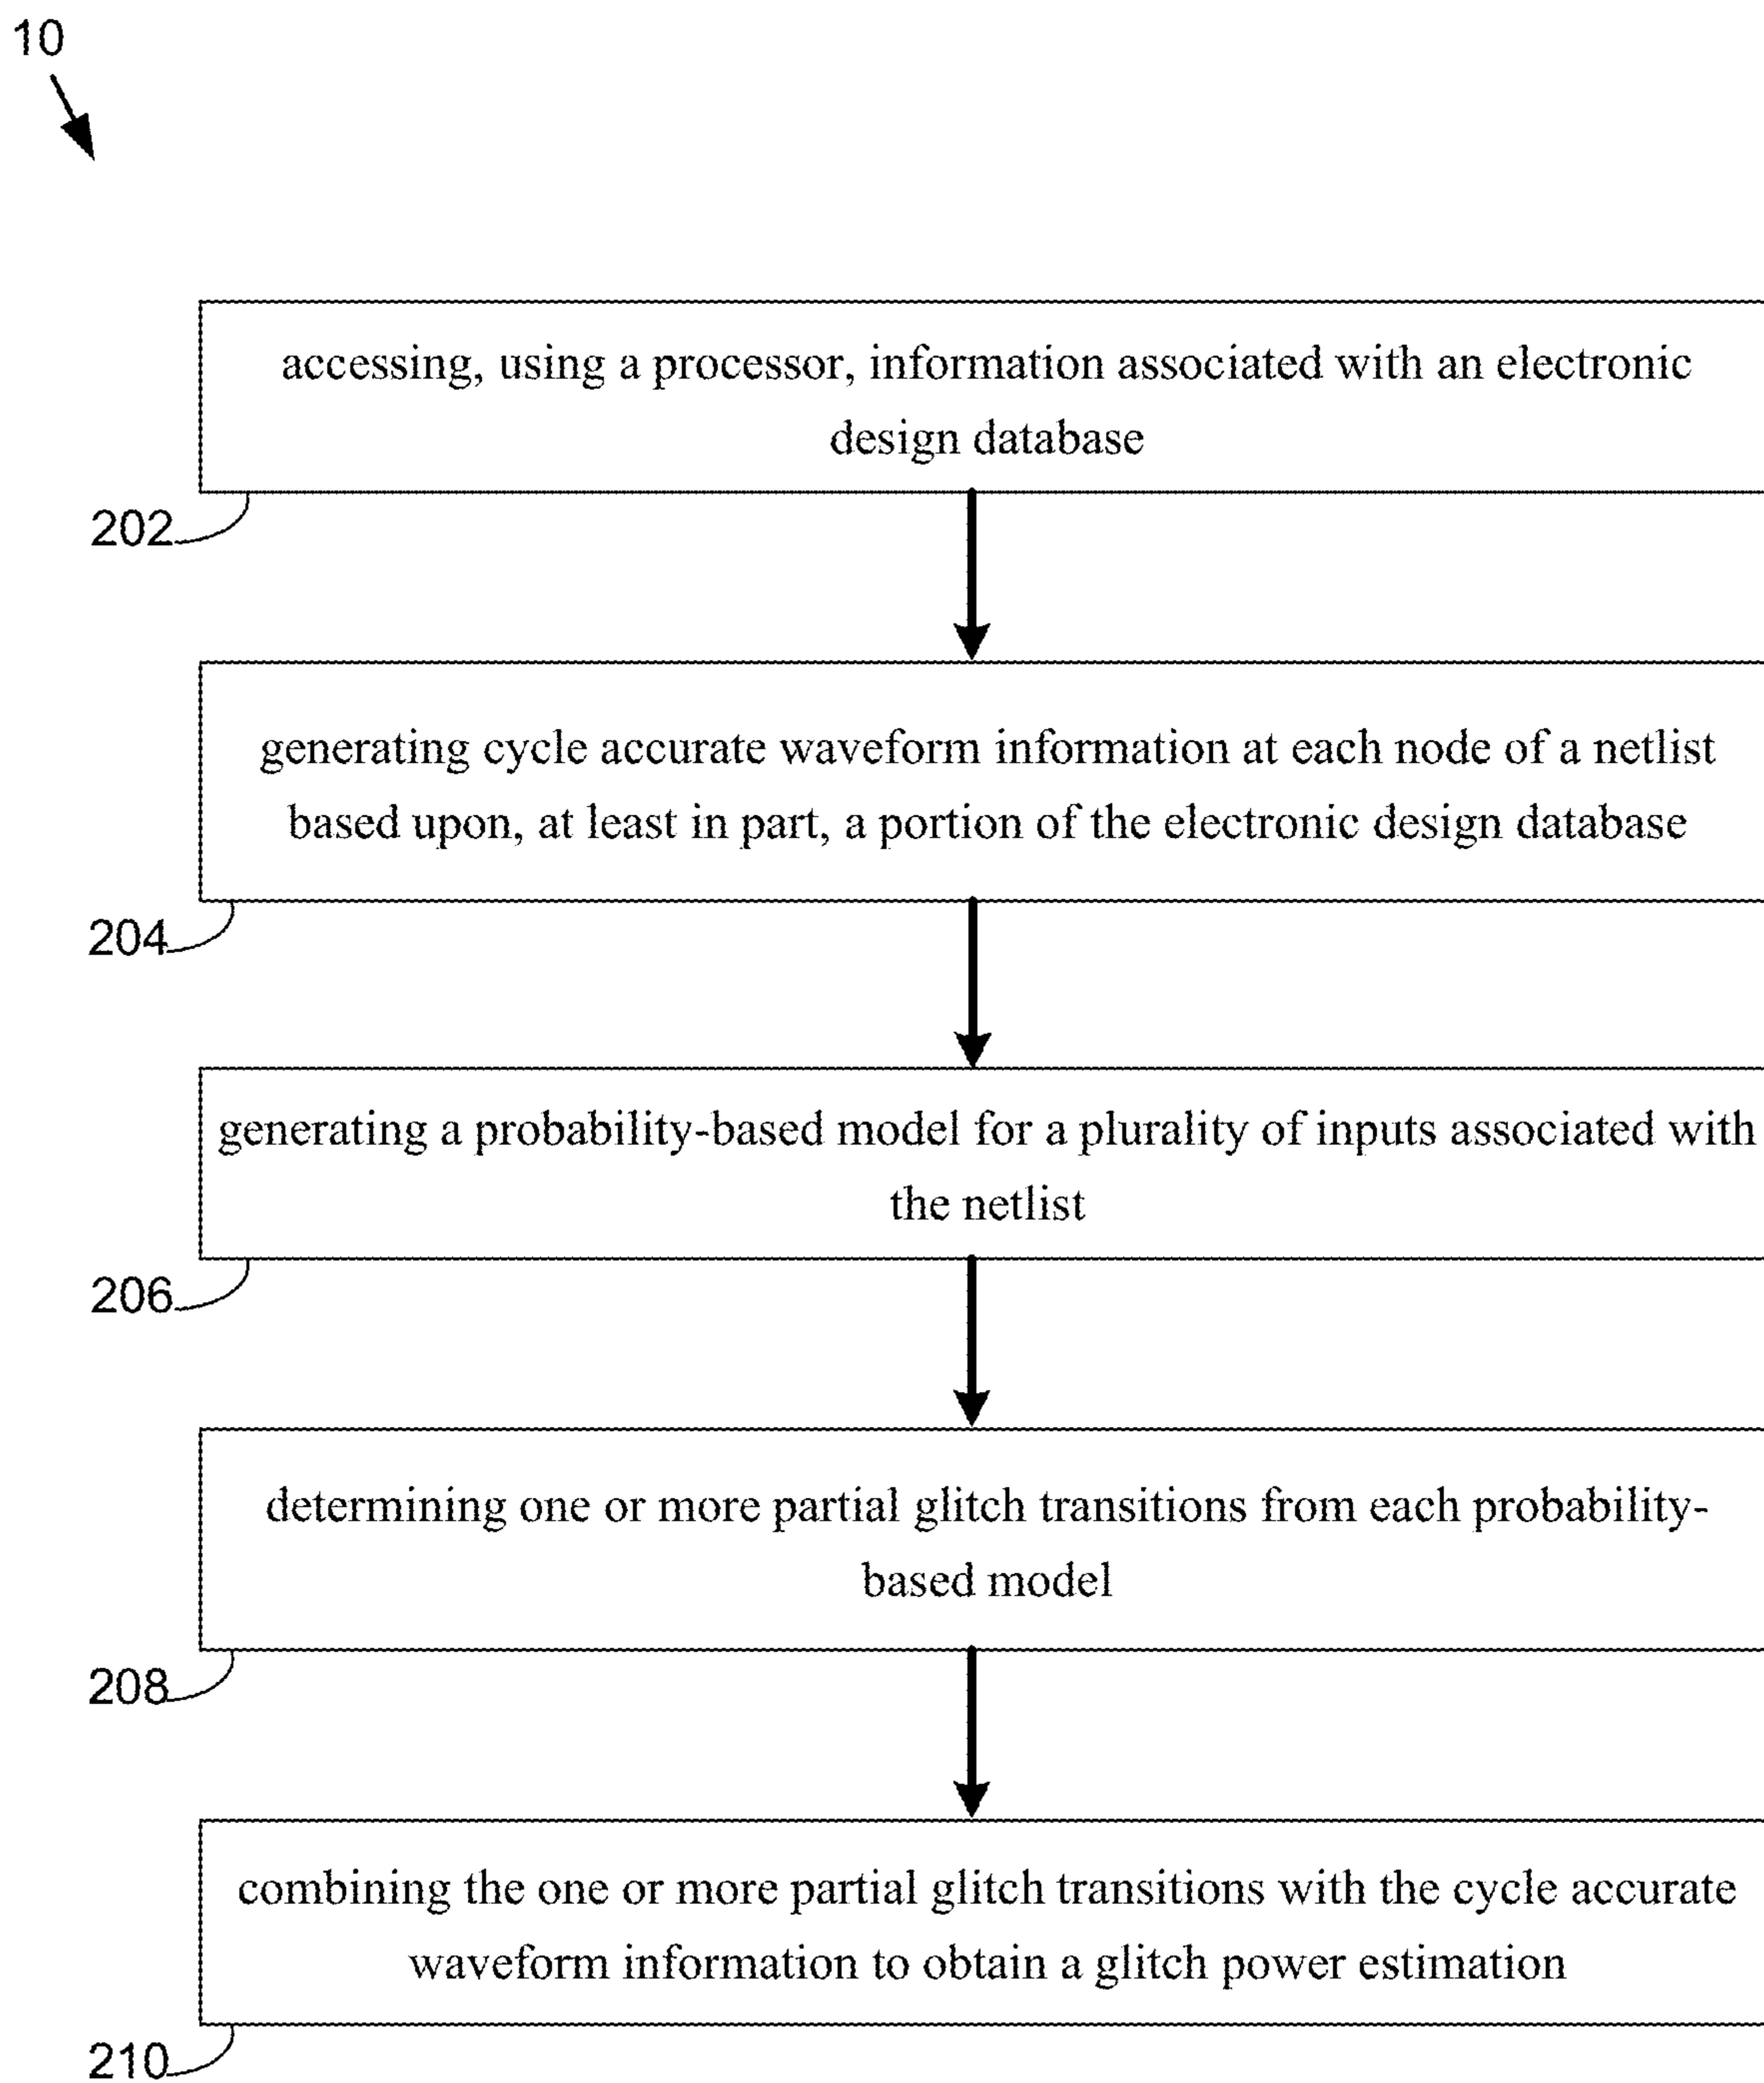 10
accessing, using a processor, information associated with an electronic
design database
202
generating cycle accurate waveform information at each node of a netlist
based upon, at least in part, a portion of the electronic design database
204
generating a probability-based model for a plurality of inputs associated with
the netlist
206
determining one or more partial glitch transitions from each probability-
based model
208
combining the one or more partial glitch transitions with the cycle accurate
waveform information to obtain a glitch power estimation
210